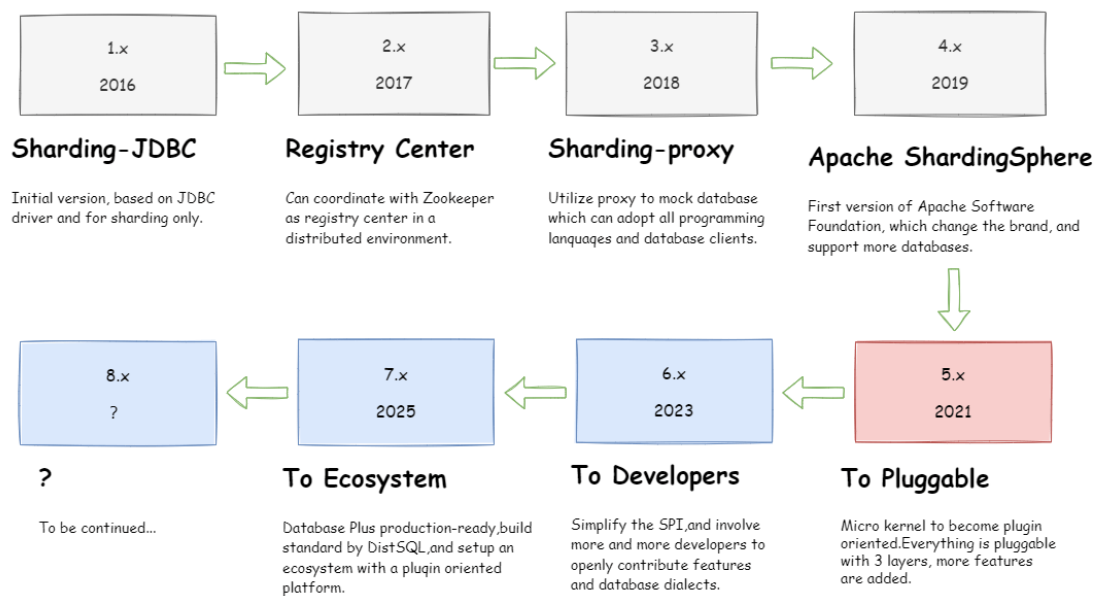 1.x
2016
Sharding-JDBC
Initial version, based on JDBC
driver and for sharding only.
2.x
2017
Registry Center
Can coordinate with Zookeeper
as registry center in a
distributed environment.
3.x
2018
Sharding-proxy
Utilize proxy to mock database
which can adopt all programming
languages and database clients.
4.x
2019
Apache ShardingSphere
First version of Apache Software
Foundation, which change the brand, and
support more databases.
5.x
2021
To Pluggable
Micro kernel to become plugin
oriented.Everything is pluggable
with 3 layers, more features
are added.
6.x
2023
To Developers
Simplify the SPI,and involve
more and more developers to
openly contribute features
and database dialects.
7.x
2025
To Ecosystem
Database Plus production-ready,build
standard by DistSQL,and setup an
ecosystem with a plugin oriented
platform.
8.x
?
?
To be continued...